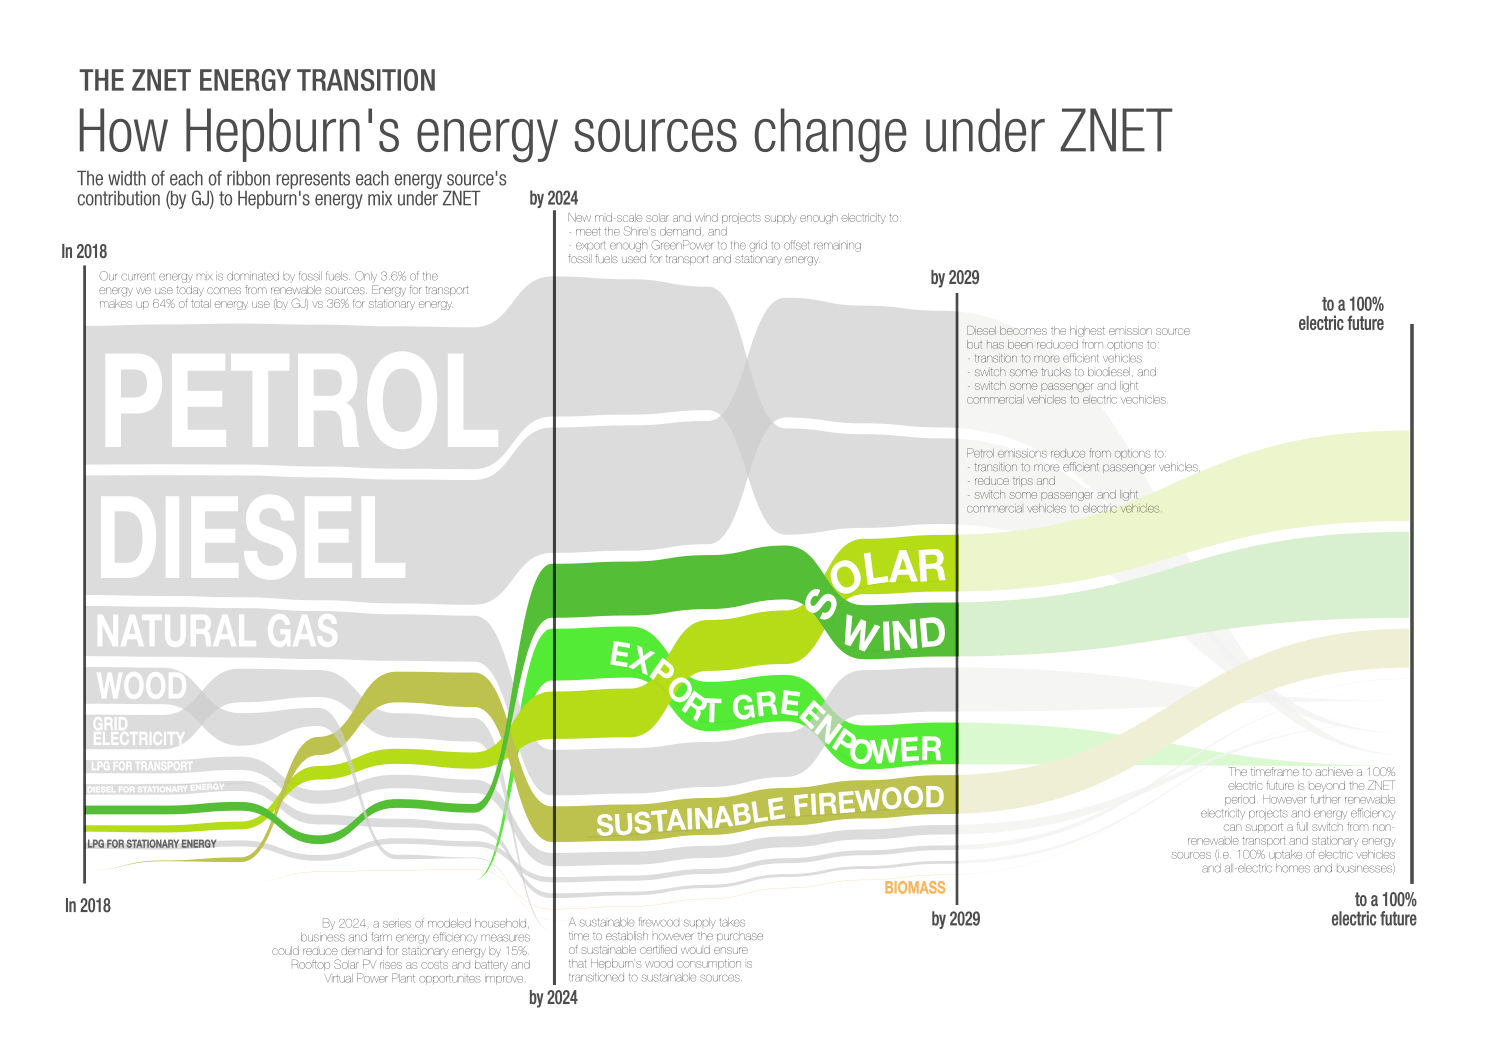 THE ZNET ENERGY TRANSITION
How Hepburn's energy sources change under ZNET
The width of each of ribbon represents each energy source's
contribution (by GJ) to Hepburn's energy mix under ZNET
In 2018
Our current energy mix is dominated by fossil fuels. Only 3.6% of the
energy we use today comes from renewable sources. Energy for transport
makes up 64% of total energy use (by GJ) vs 36% for stationary energy.
by 2024
New mid-scale solar and wind projects supply enough electricity to:
- meet the Shire's demand, and
- export enough GreenPower to the grid to offset remaining
fossil fuels used for transport and stationary energy.
by 2029
Diesel becomes the highest emission source
but has been reduced from options to:
- transition to more efficient vehicles
- switch some trucks to biodiesel, and
- switch some passenger and light
commercial vehicles to electric vechicles.
Petrol emissions reduce from options to:
- transition to more efficient passenger vehicles,
- reduce trips and
- switch some passenger and light
commercial vehicles to electric vehicles.
to a 100%
electric future
PETROL
DIESEL
NATURAL GAS
WOOD
GRID
ELECTRICITY
LPG FOR TRANSPORT
DIESEL FOR STATIONARY ENERGY
LPG FOR STATIONARY ENERGY
SOLAR
WIND
EXPORT GREENPOWER
SUSTAINABLE FIREWOOD
BIOMASS
The timeframe to achieve a 100%
electric future is beyond the ZNET
period. However further renewable
electricity projects and energy efficiency
can support a full switch from non-
renewable transport and stationary energy
sources (i.e. 100% uptake of electric vehicles
and all-electric homes and businesses)
In 2018
By 2024, a series of modeled household,
business and farm energy efficiency measures
could reduce demand for stationary energy by 15%.
Rooftop Solar PV rises as costs and battery and
Virtual Power Plant opportunites improve.
by 2024
A sustainable firewood supply takes
time to establish however the purchase
of sustainable certified would ensure
that Hepburn's wood consumption is
transitioned to sustainable sources.
by 2029
to a 100%
electric future